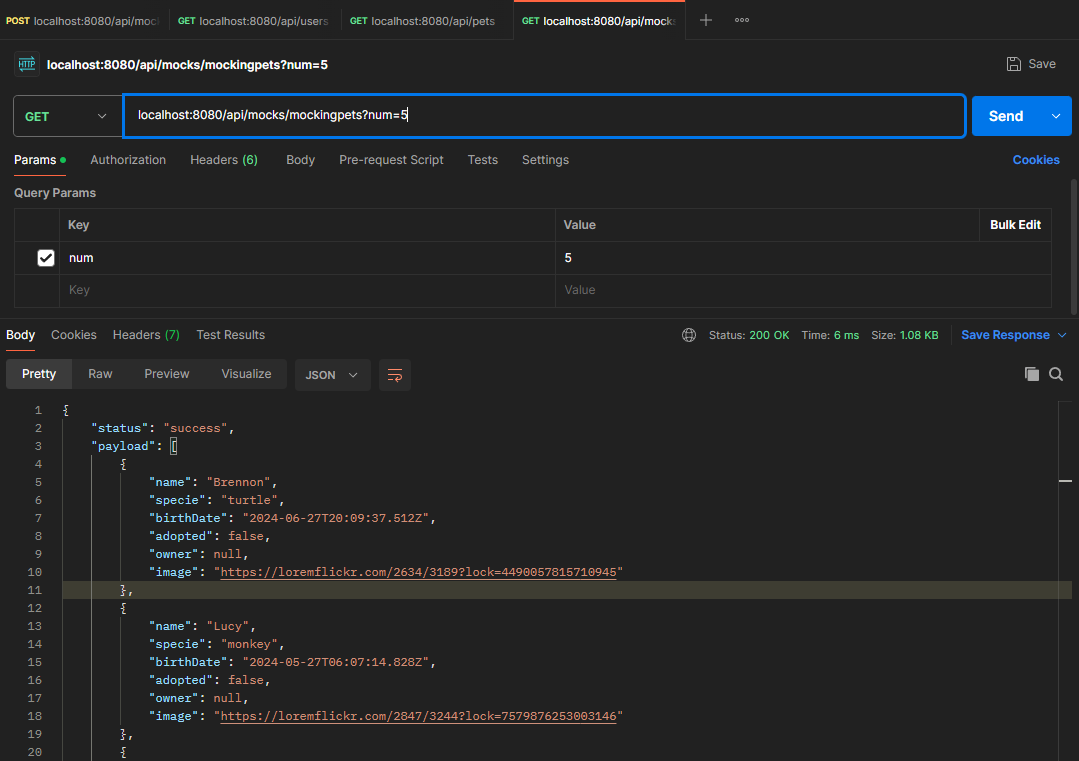 POST localhost:8080/api/moc GET localhost:8080/api/users GET localhost:8080/api/pets GET localhost:8080/api/mocks
HTTP localhost:8080/api/mocks/mockingpets?num=5 Save
GET localhost:8080/api/mocks/mockingpets?num=5 Send
Params Authorization Headers (6) Body Pre-request Script Tests Settings Cookies
Query Params
Key Value Bulk Edit
num 5
Key Value
Body Cookies Headers (7) Test Results Status: 200 OK Time: 6 ms Size: 1.08 KB Save Response
Pretty Raw Preview Visualize JSON
1 {
2 "status": "success",
3 "payload": [
4 {
5 "name": "Brennon",
6 "specie": "turtle",
7 "birthDate": "2024-06-27T20:09:37.512Z",
8 "adopted": false,
9 "owner": null,
10 "image": "https://loremflickr.com/2634/3189?lock=4490057815710945"
11 },
12 {
13 "name": "Lucy",
14 "specie": "monkey",
15 "birthDate": "2024-05-27T06:07:14.828Z",
16 "adopted": false,
17 "owner": null,
18 "image": "https://loremflickr.com/2847/3244?lock=7579876253003146"
19 },
20 {